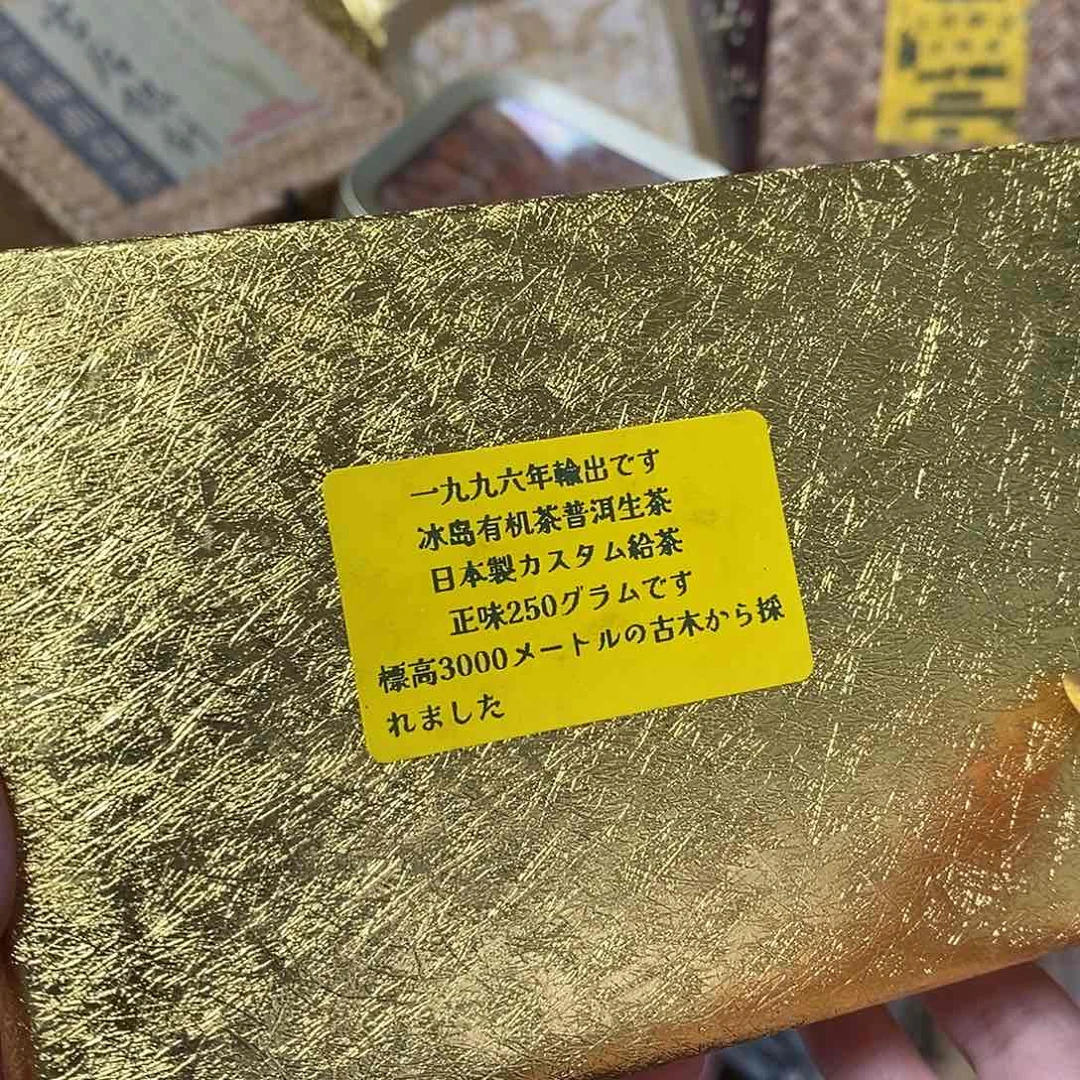 一九九六年輸出です
冰岛有机茶普洱生茶
日本製カスタム給茶
正味250グラムです
標高3000メートルの古木から採
れました